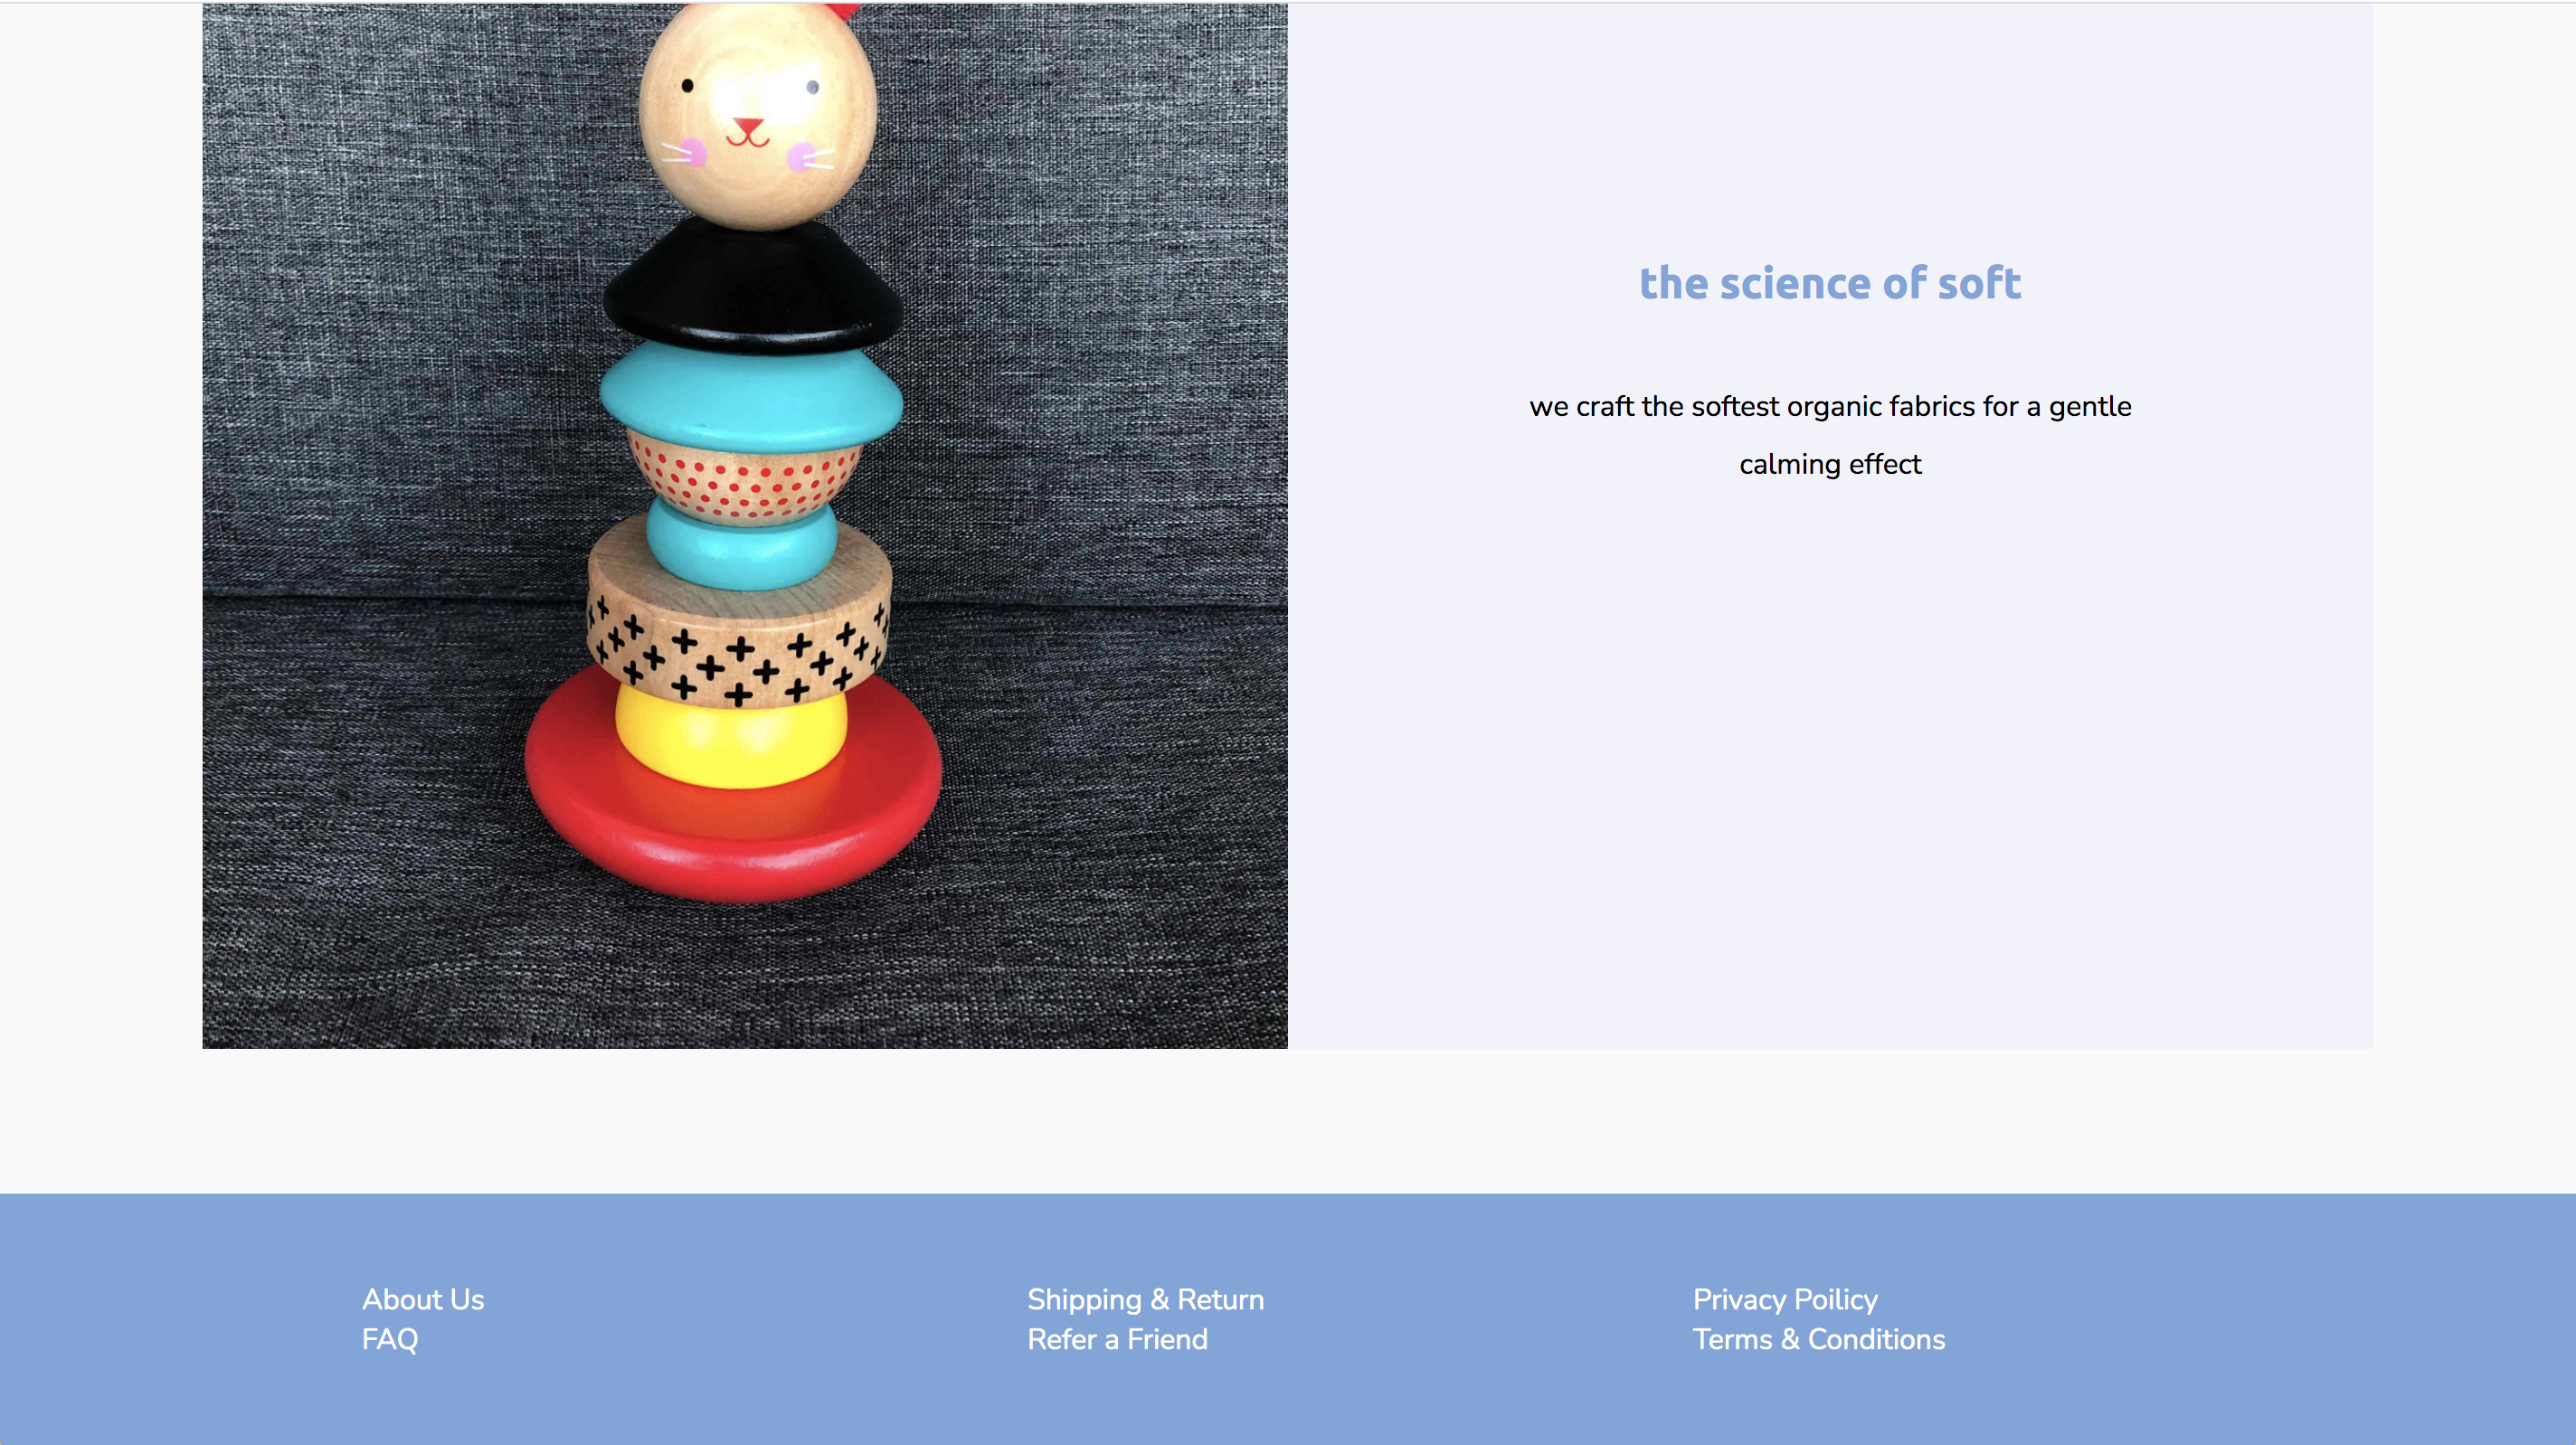 the science of soft
we craft the softest organic fabrics for a gentle
calming effect
About Us
FAQ
Shipping & Return
Refer a Friend
Privacy Poilicy
Terms & Conditions